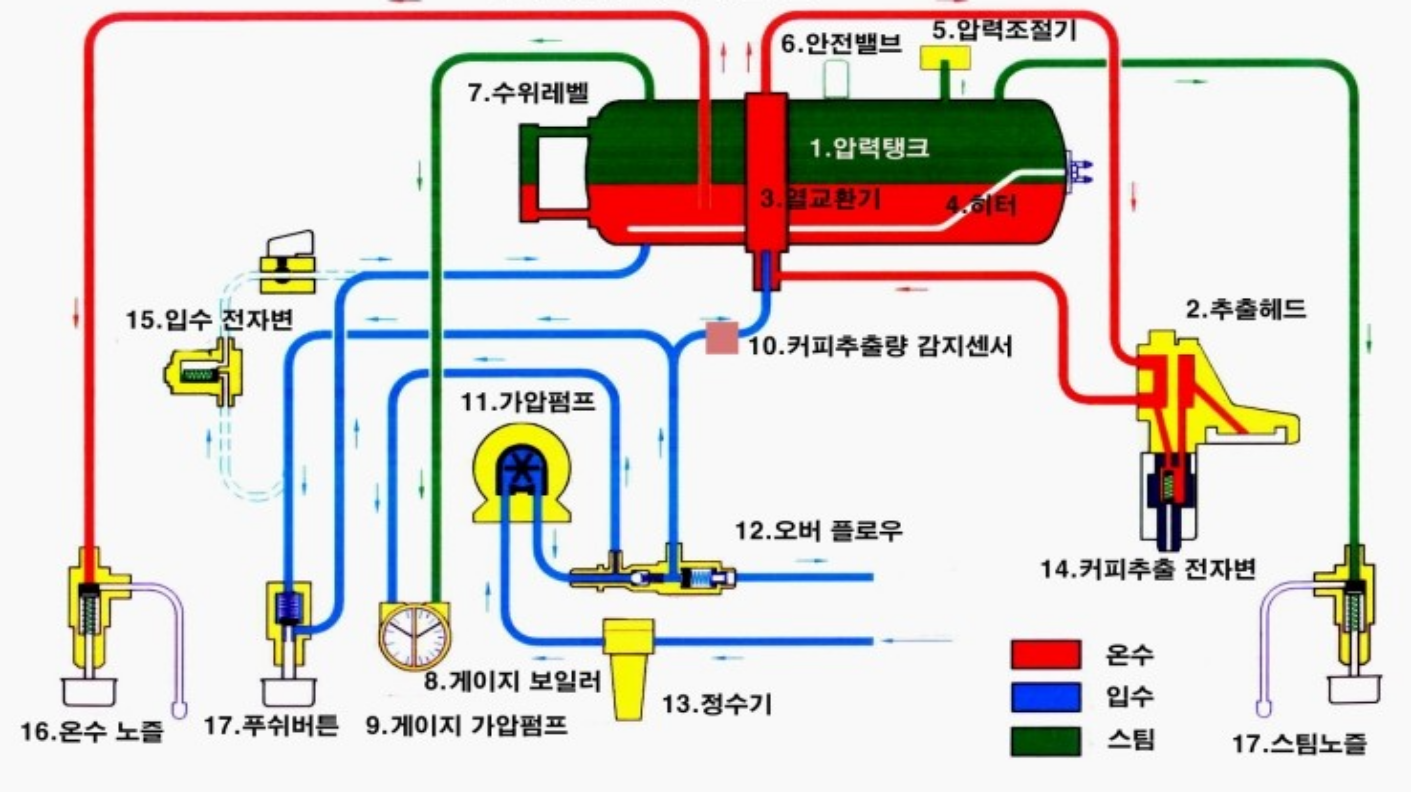 5.압력조절기
6.안전밸브
7.수위레벨
1.압력탱크
3.열교환기
4.히터
15.입수 전자변
2.추출헤드
10.커피추출량 감지센서
11.가압펌프
12.오버 플로우
14.커피추출 전자변
온수
8.게이지 보일러
입수
13.정수기
16.온수 노즐
17.푸쉬버튼
9.게이지 가압펌프
스팀
17.스팀노즐